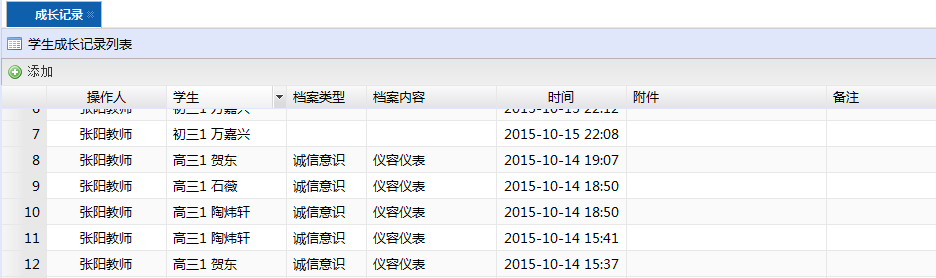 成长记录
学生成长记录列表
添加
操作人 学生 档案类型 档案内容 时间 附件 备注
6 张阳教师 初三1 万嘉兴 2015-10-15 22:12
7 张阳教师 初三1 万嘉兴 2015-10-15 22:08
8 张阳教师 高三1 贺东 诚信意识 仪容仪表 2015-10-14 19:07
9 张阳教师 高三1 石薇 诚信意识 仪容仪表 2015-10-14 18:50
10 张阳教师 高三1 陶炜轩 诚信意识 仪容仪表 2015-10-14 18:50
11 张阳教师 高三1 陶炜轩 诚信意识 仪容仪表 2015-10-14 15:41
12 张阳教师 高三1 贺东 诚信意识 仪容仪表 2015-10-14 15:37